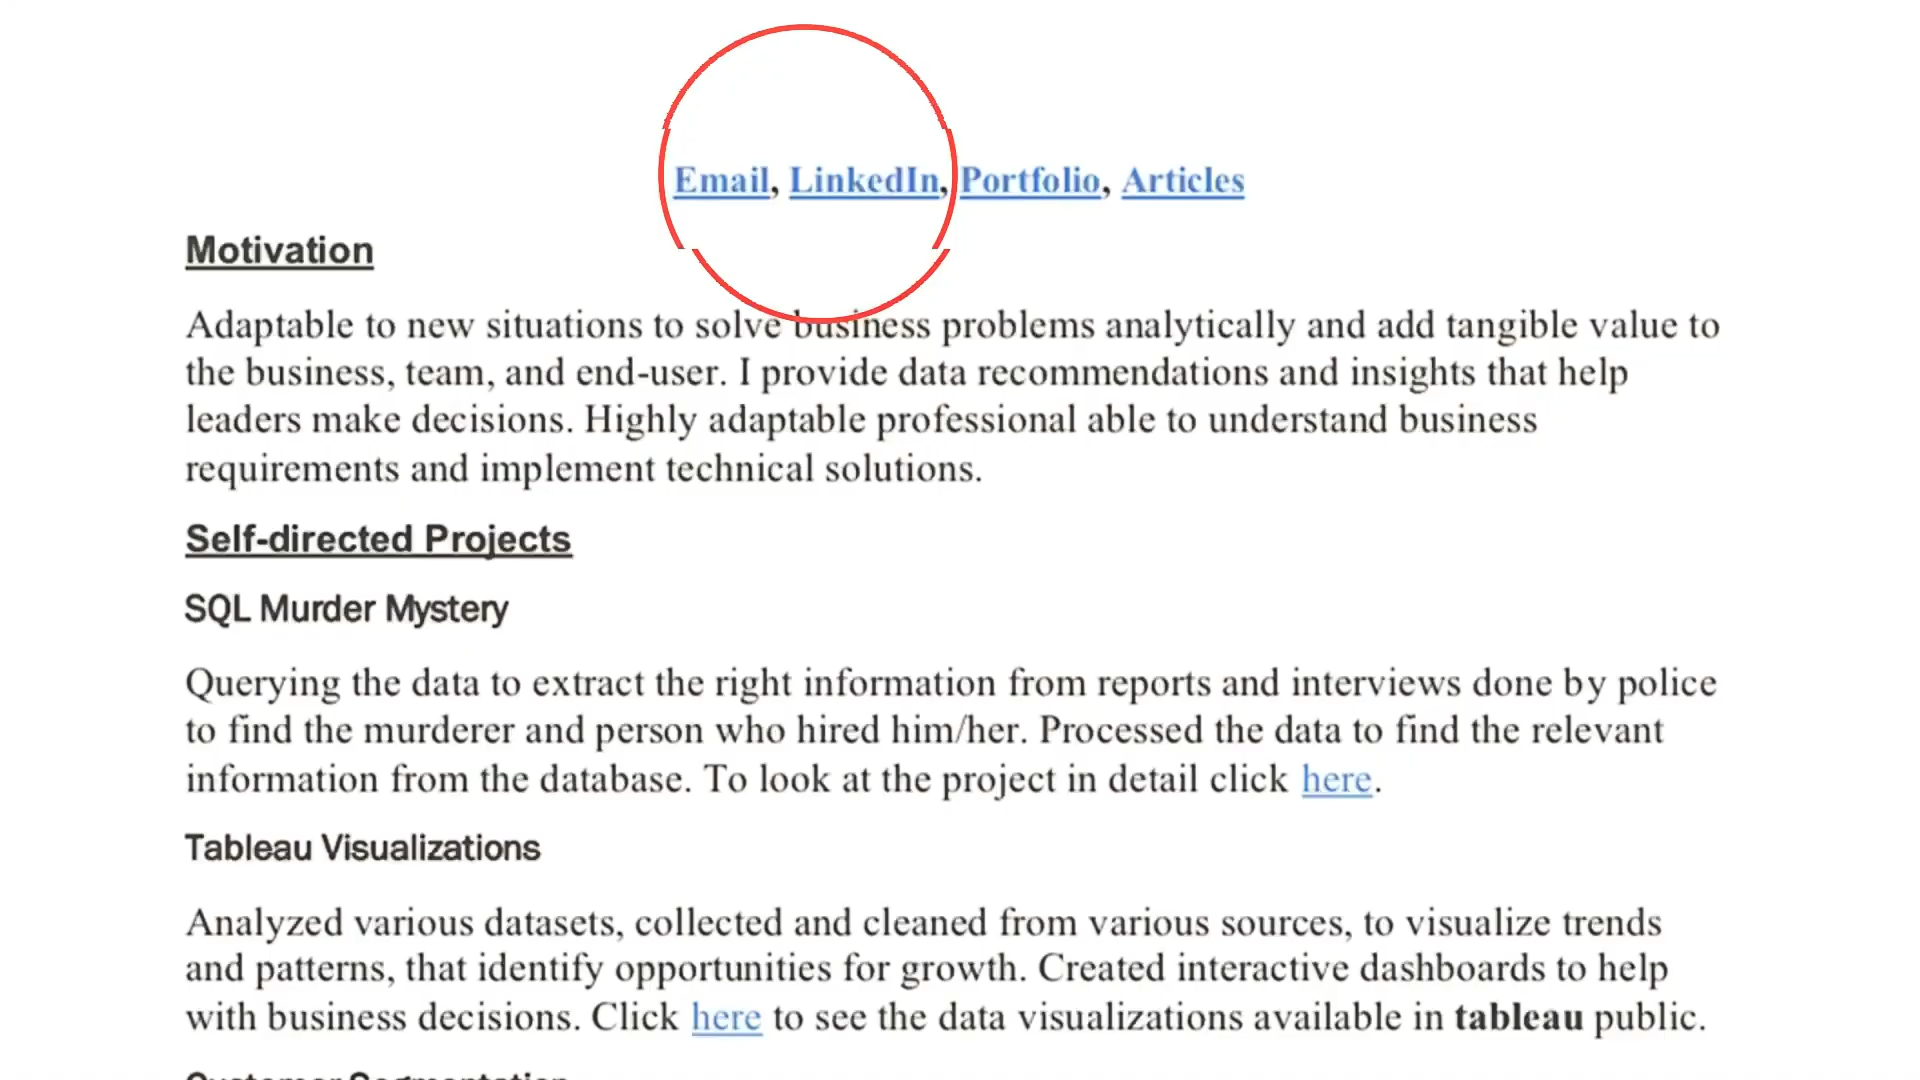 Email, LinkedIn, Portfolio, Articles
Motivation
Adaptable to new situations to solve business problems analytically and add tangible value to
the business, team, and end-user. I provide data recommendations and insights that help
leaders make decisions. Highly adaptable professional able to understand business
requirements and implement technical solutions.
Self-directed Projects
SQL Murder Mystery
Querying the data to extract the right information from reports and interviews done by police
to find the murderer and person who hired him/her. Processed the data to find the relevant
information from the database. To look at the project in detail click here.
Tableau Visualizations
Analyzed various datasets, collected and cleaned from various sources, to visualize trends
and patterns, that identify opportunities for growth. Created interactive dashboards to help
with business decisions. Click here to see the data visualizations available in tableau public.
Customer Segmentation